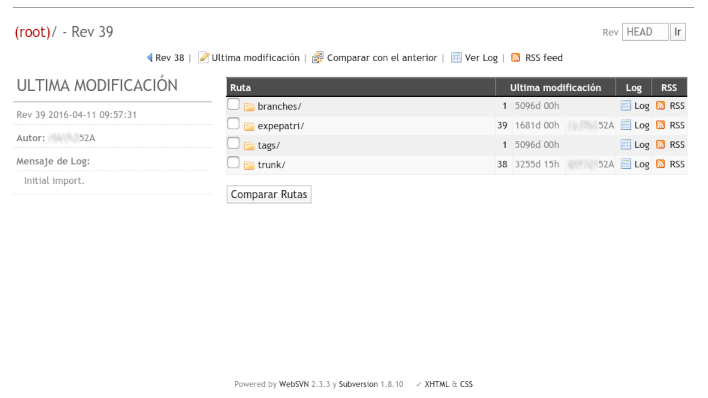 (root)/ - Rev 39
Rev HEAD Ir
Rev 38 | Ultima modificación | Comparar con el anterior | Ver Log | RSS feed
ULTIMA MODIFICACIÓN
Rev 39 2016-04-11 09:57:31
Autor: 52A
Mensaje de Log:
Initial import.
Ruta Ultima modificación Log RSS
branches/ 1 5096d 00h Log RSS
expepatri/ 39 1681d 00h 52A Log RSS
tags/ 1 5096d 00h Log RSS
trunk/ 38 3255d 15h 52A Log RSS
Comparar Rutas
Powered by WebSVN 2.3.3 y Subversion 1.8.10 ✓ XHTML & CSS